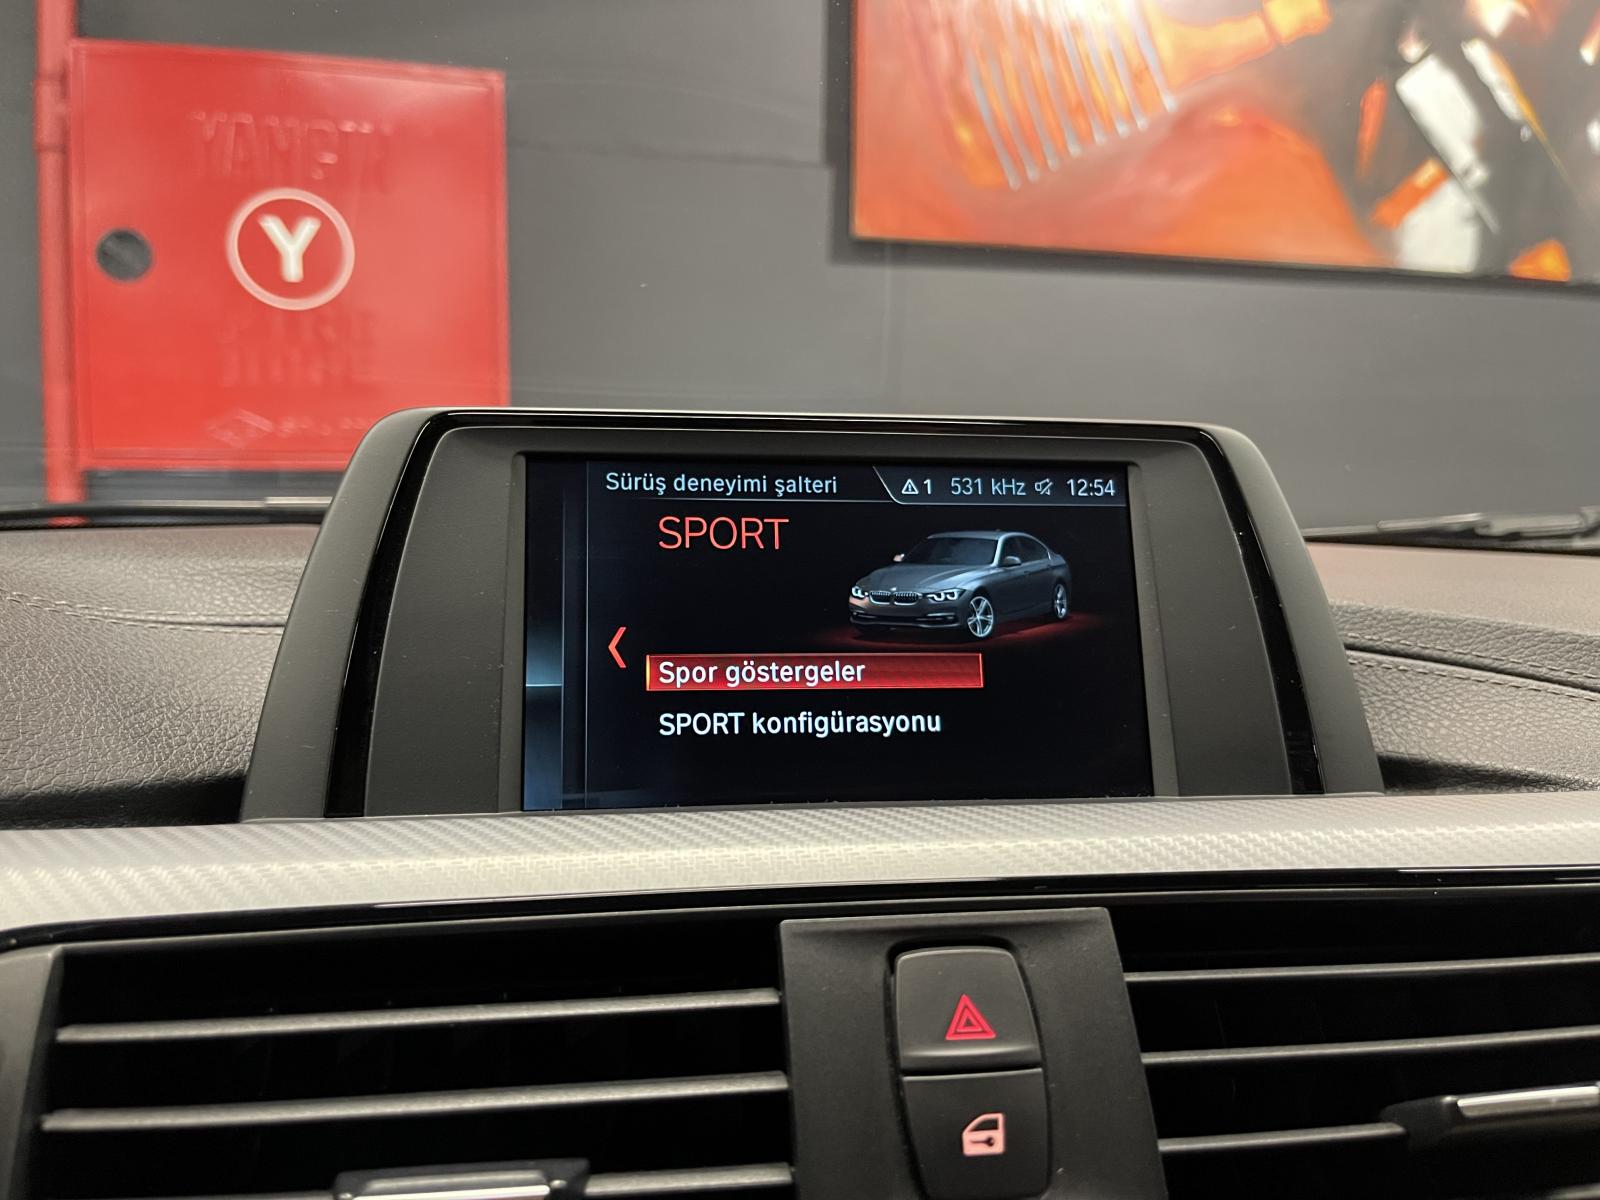 YANGIN
Y
Sürüş deneyimi şalteri
1 531 kHz 12:54
SPORT
Spor göstergeler
SPORT konfigürasyonu